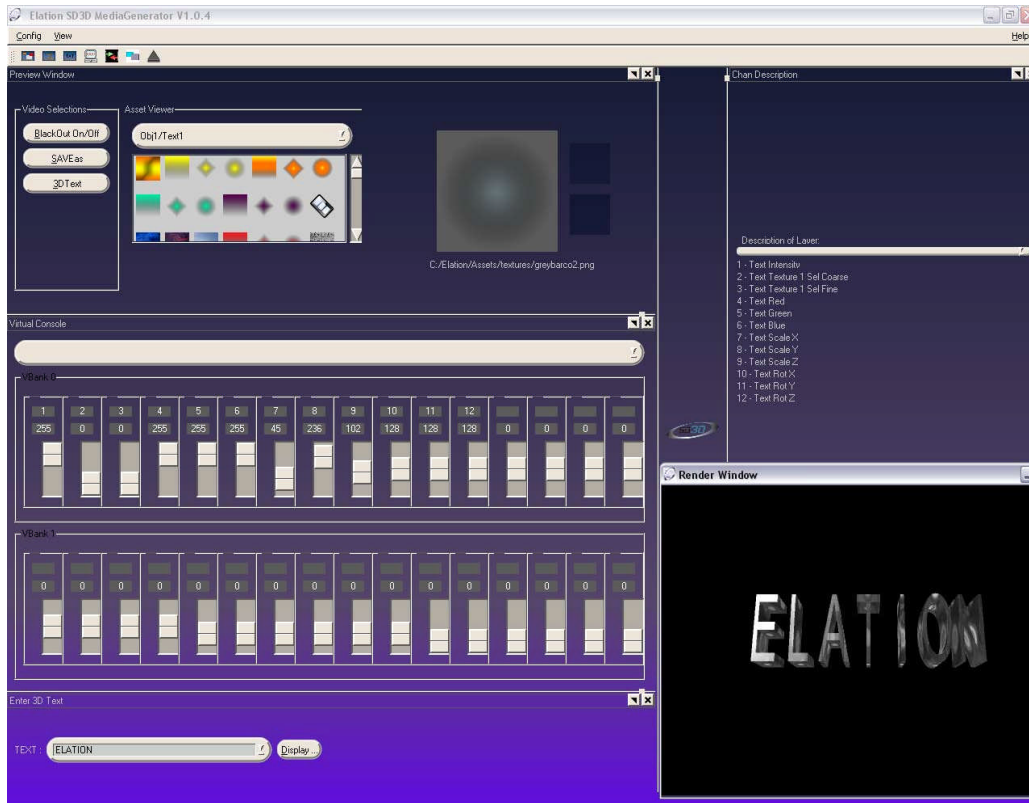 Elation SD3D MediaGenerator V1.0.4
Config View Help
Preview Window
Chan Description
Video Selections
Asset Viewer
BlackOut On/Off
Obj1/Text1
SAVEas
3DText
C:/Elation/Assets/textures/greybarco2.png
Description of Layer:
1 - Text Intensity
2 - Text Texture 1 Sel Coarse
3 - Text Texture 1 Sel Fine
4 - Text Red
5 - Text Green
6 - Text Blue
7 - Text Scale X
8 - Text Scale Y
9 - Text Scale Z
10 - Text Rot X
11 - Text Rot Y
12 - Text Rot Z
Virtual Console
VBank 0
1 2 3 4 5 6 7 8 9 10 11 12
255 0 0 255 255 255 45 236 102 128 128 128 0 0 0 0
3D
VBank 1
0 0 0 0 0 0 0 0 0 0 0 0 0 0 0 0
Render Window
ELATION
Enter 3D Text
TEXT : ELATION Display ...